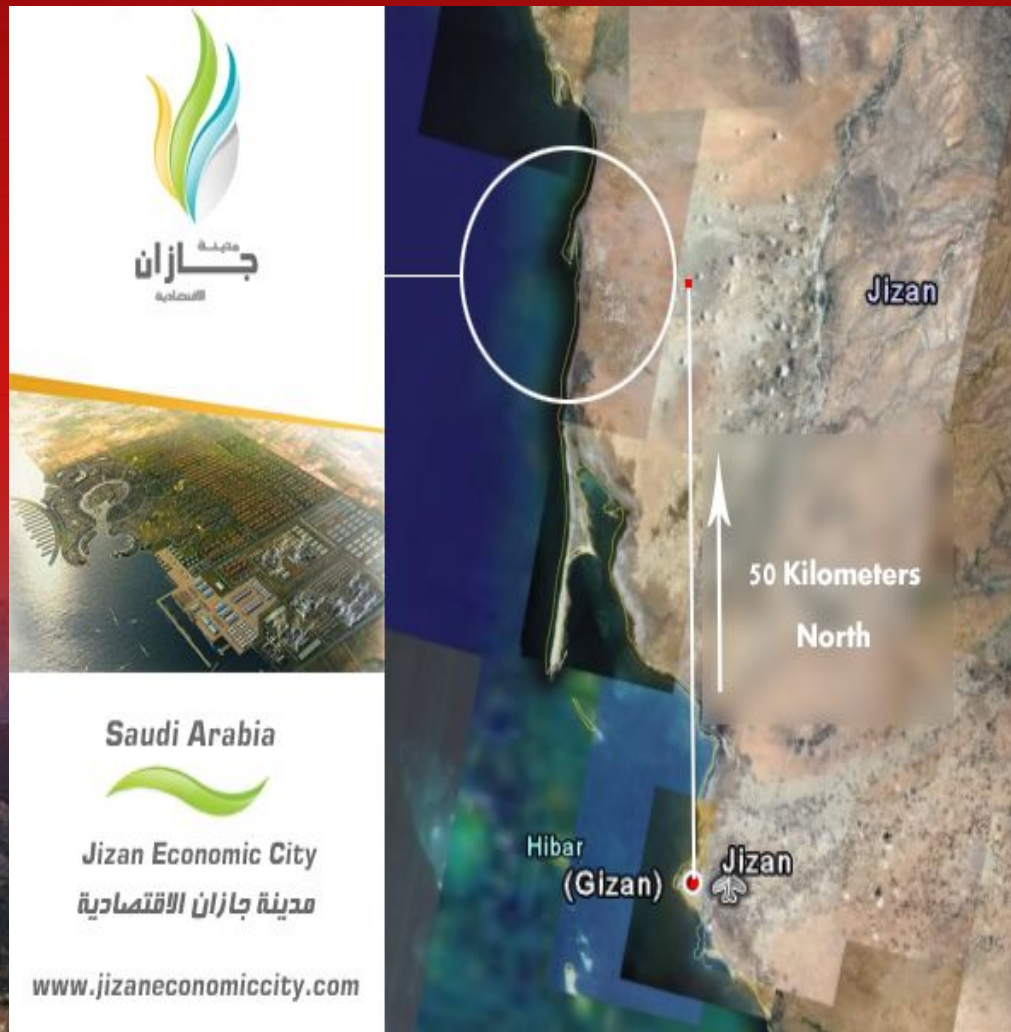 مدينة
جـــازان
الاقتصادية
Saudi Arabia
Jizan Economic City
مدينة جازان الاقتصادية
www.jizaneconomiccity.com
Jizan
50 Kilometers
North
Hibar
(Gizan)
Jizan